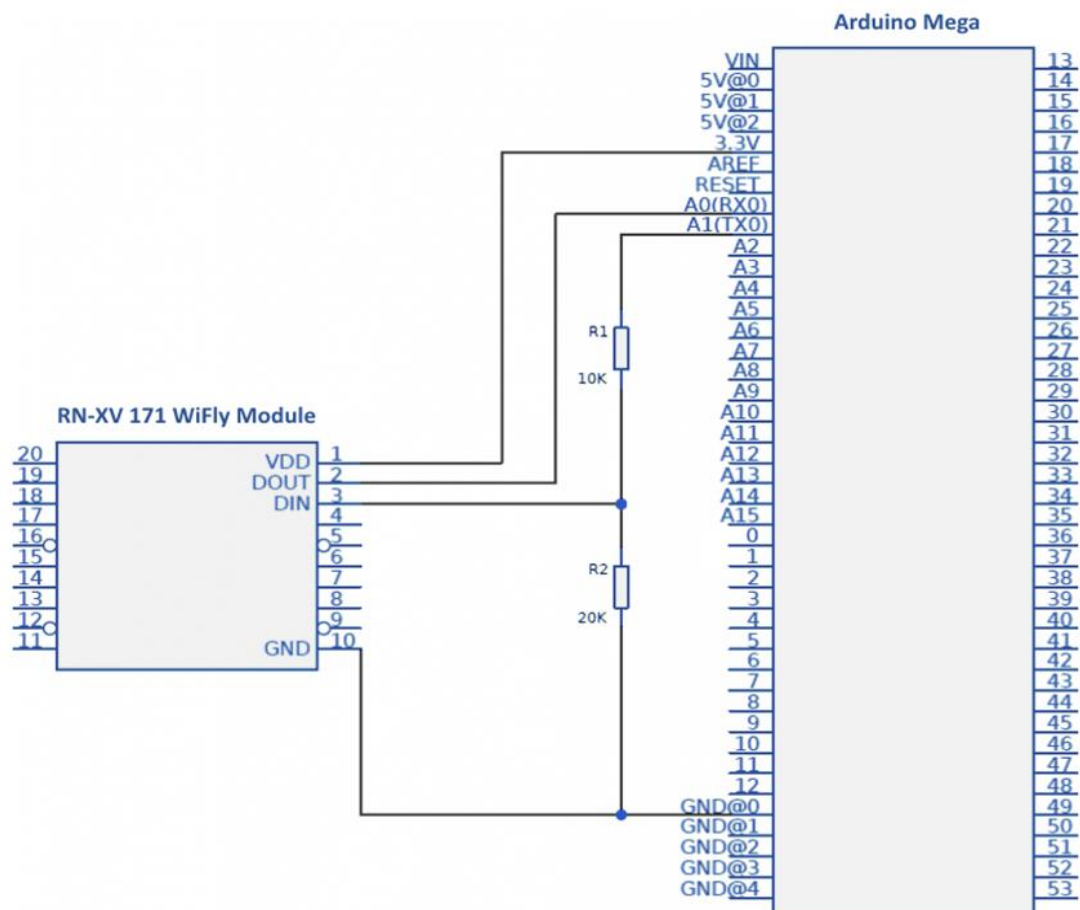 Arduino Mega
VIN
5V@0
5V@1
5V@2
3.3V
AREF
RESET
A0(RX0)
A1(TX0)
A2
A3
A4
A5
A6
A7
A8
A9
A10
A11
A12
A13
A14
A15
0
1
2
3
4
5
6
7
8
9
10
11
12
GND@0
GND@1
GND@2
GND@3
GND@4
13
14
15
16
17
18
19
20
21
22
23
24
25
26
27
28
29
30
31
32
33
34
35
36
37
38
39
40
41
42
43
44
45
46
47
48
49
50
51
52
53
R1
10K
R2
20K
RN-XV 171 WiFly Module
20
19
18
17
16
15
14
13
12
11
VDD
DOUT
DIN
GND
1
2
3
4
5
6
7
8
9
10